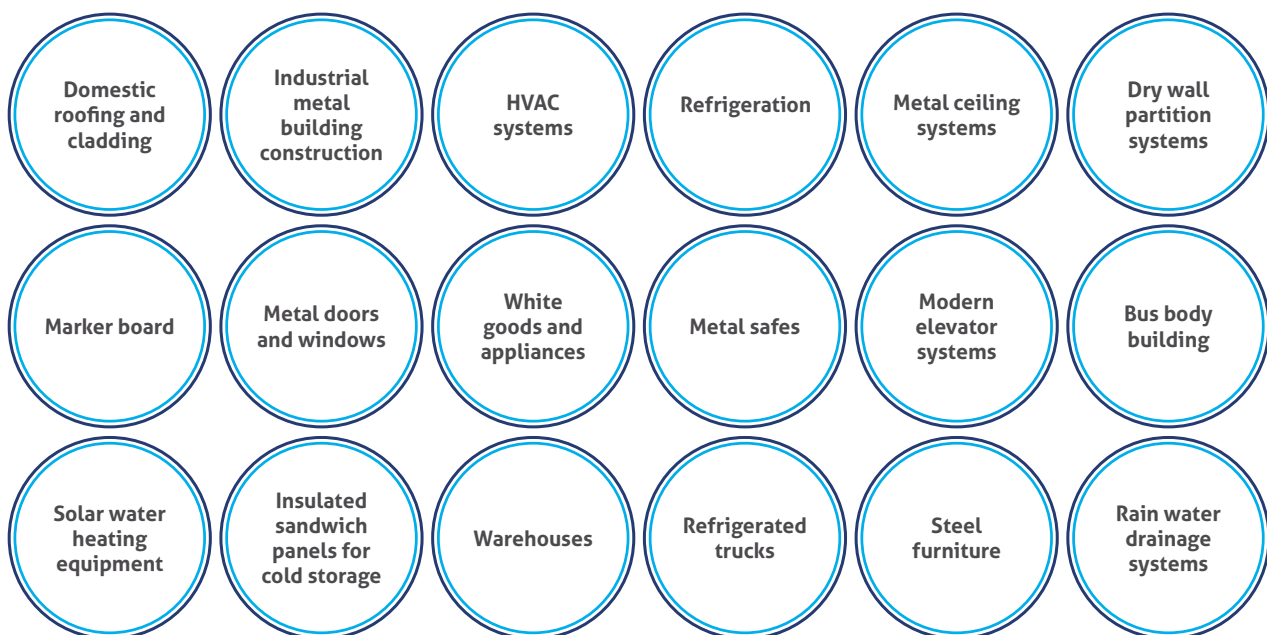 Domestic
roofing and
cladding
Industrial
metal
building
construction
HVAC
systems
Refrigeration
Metal ceiling
systems
Dry wall
partition
systems
Marker board
Metal doors
and windows
White
goods and
appliances
Metal safes
Modern
elevator
systems
Bus body
building
Solar water
heating
equipment
Insulated
sandwich
panels for
cold storage
Warehouses
Refrigerated
trucks
Steel
furniture
Rain water
drainage
systems